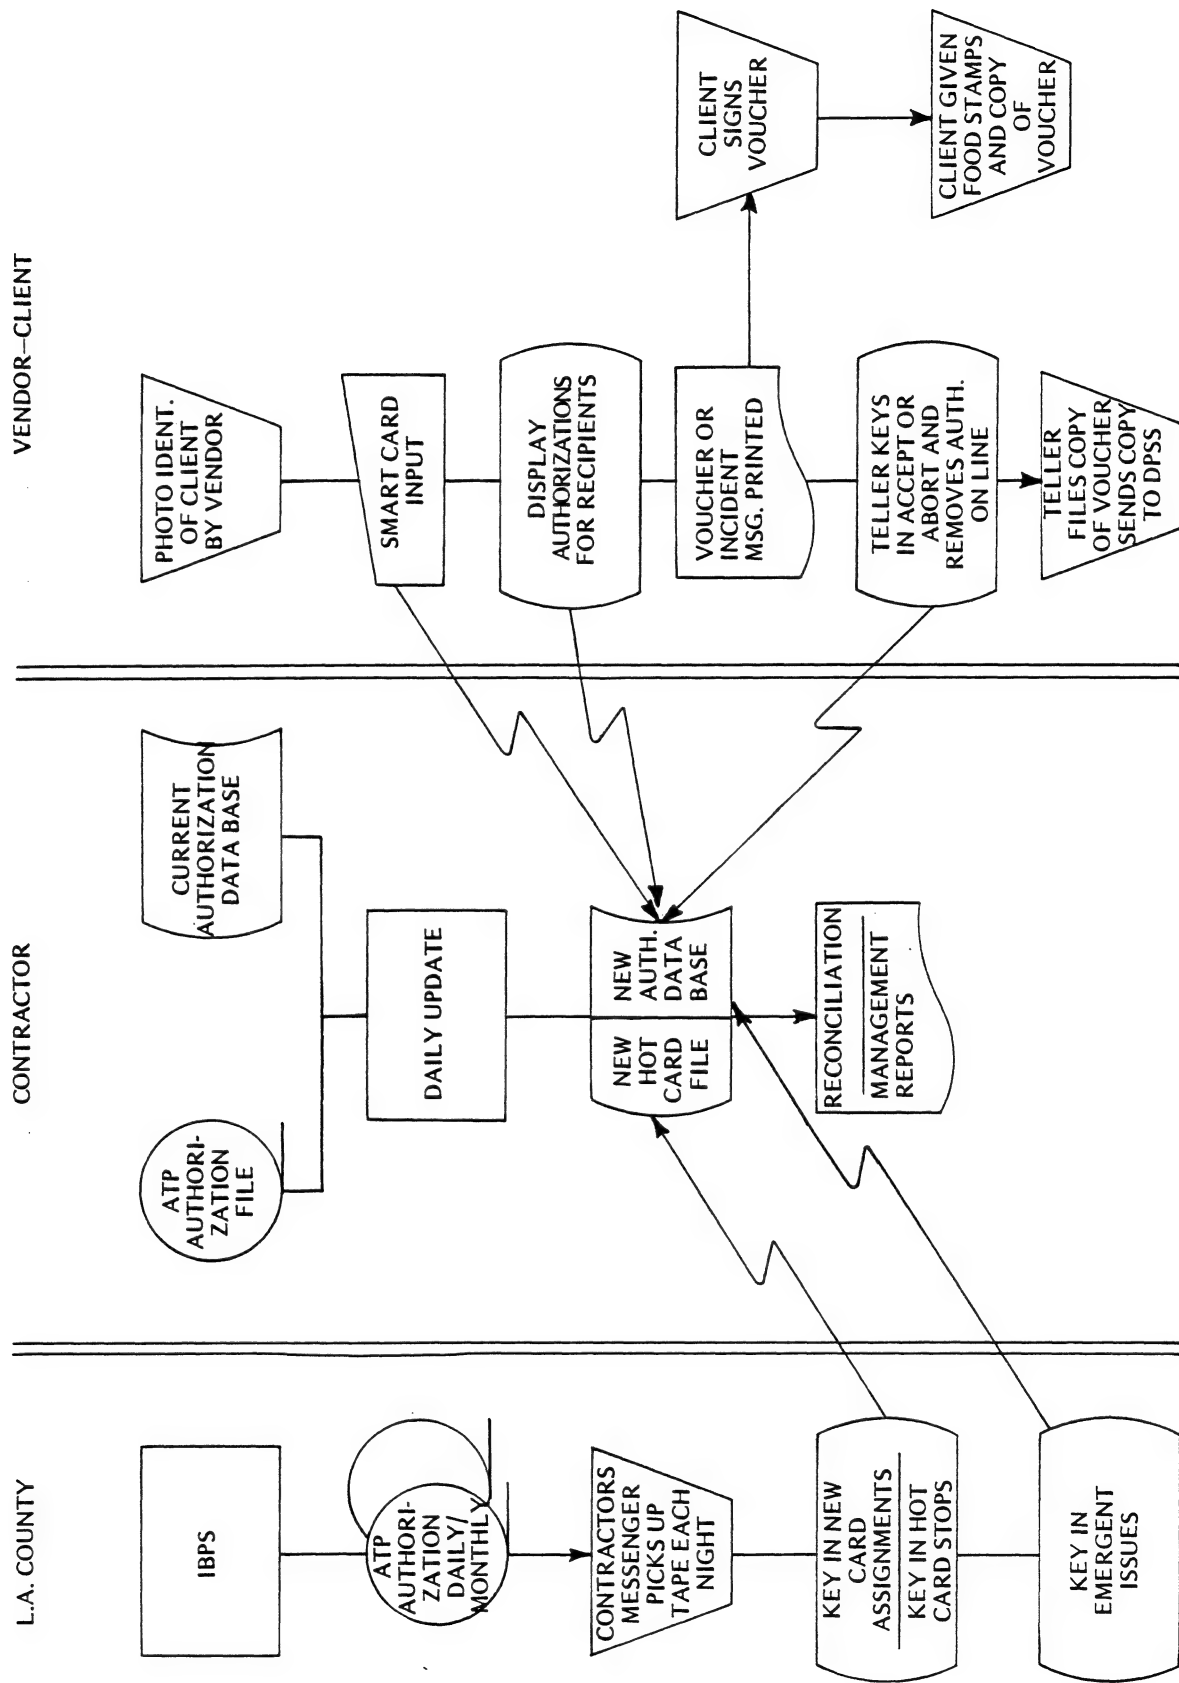 L.A. COUNTY
IBPS
ATP
AUTHORI-
ZATION
DAILY/
MONTHLY
CONTRACTORS
MESSENGER
PICKS UP
TAPE EACH
NIGHT
KEY IN NEW
CARD
ASSIGNMENTS
KEY IN HOT
CARD STOPS
KEY IN
EMERGENT
ISSUES
CONTRACTOR
ATP
AUTHORI-
ZATION
FILE
CURRENT
AUTHORIZATION
DATA BASE
DAILY UPDATE
NEW
HOT
CARD
FILE
NEW
AUTH.
DATA
BASE
RECONCILIATION
MANAGEMENT
REPORTS
VENDOR–CLIENT
PHOTO IDENT.
OF CLIENT
BY VENDOR
SMART CARD
INPUT
DISPLAY
AUTHORIZATIONS
FOR RECIPIENTS
VOUCHER OR
INCIDENT
MSG. PRINTED
CLIENT
SIGNS
VOUCHER
CLIENT GIVEN
FOOD STAMPS
AND COPY
OF
VOUCHER
TELLER KEYS
IN ACCEPT OR
ABORT AND
REMOVES AUTH.
ON LINE
TELLER
FILES COPY
OF VOUCHER
SENDS COPY
TO DPSS